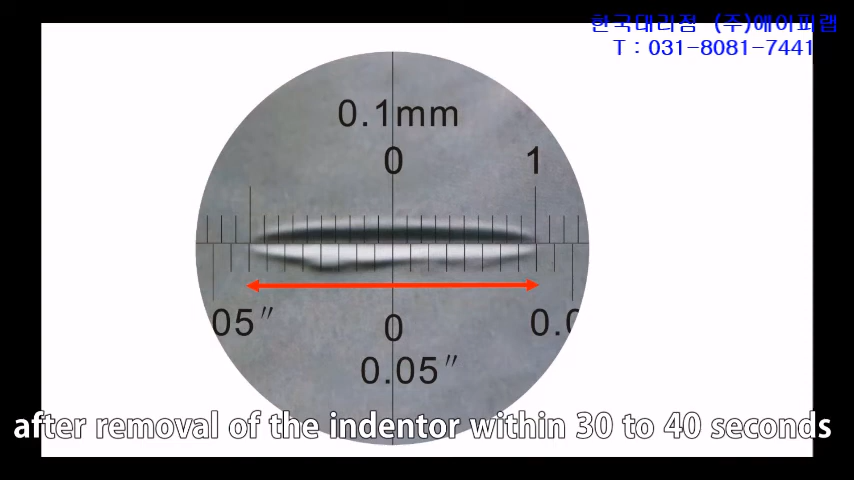 한국대리점 (주)에이피랩
T : 031-8081-7441
0.1mm
0 1
05″ 0 0.0
0.05″
after removal of the indentor within 30 to 40 seconds